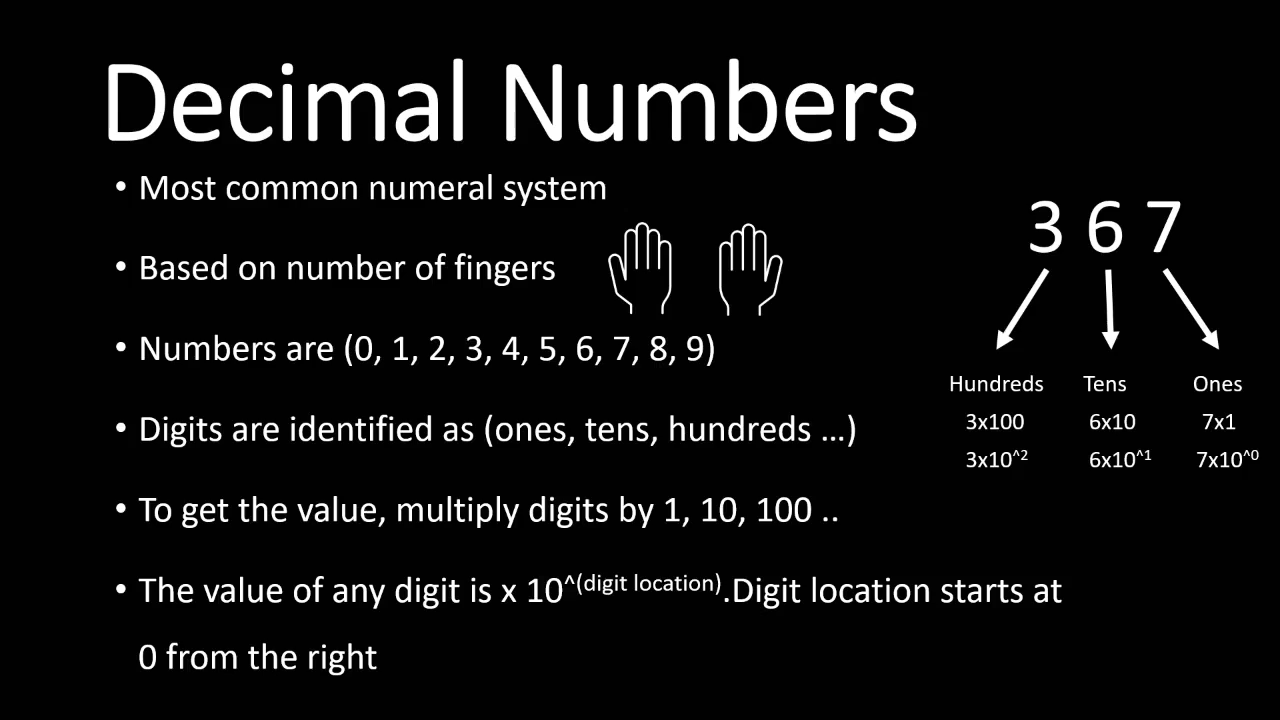 Decimal Numbers
• Most common numeral system
• Based on number of fingers
• Numbers are (0, 1, 2, 3, 4, 5, 6, 7, 8, 9)
• Digits are identified as (ones, tens, hundreds ...)
• To get the value, multiply digits by 1, 10, 100 ..
• The value of any digit is x 10^(digit location).Digit location starts at
0 from the right
3 6 7
Hundreds Tens Ones
3x100 6x10 7x1
3x10^2 6x10^1 7x10^0